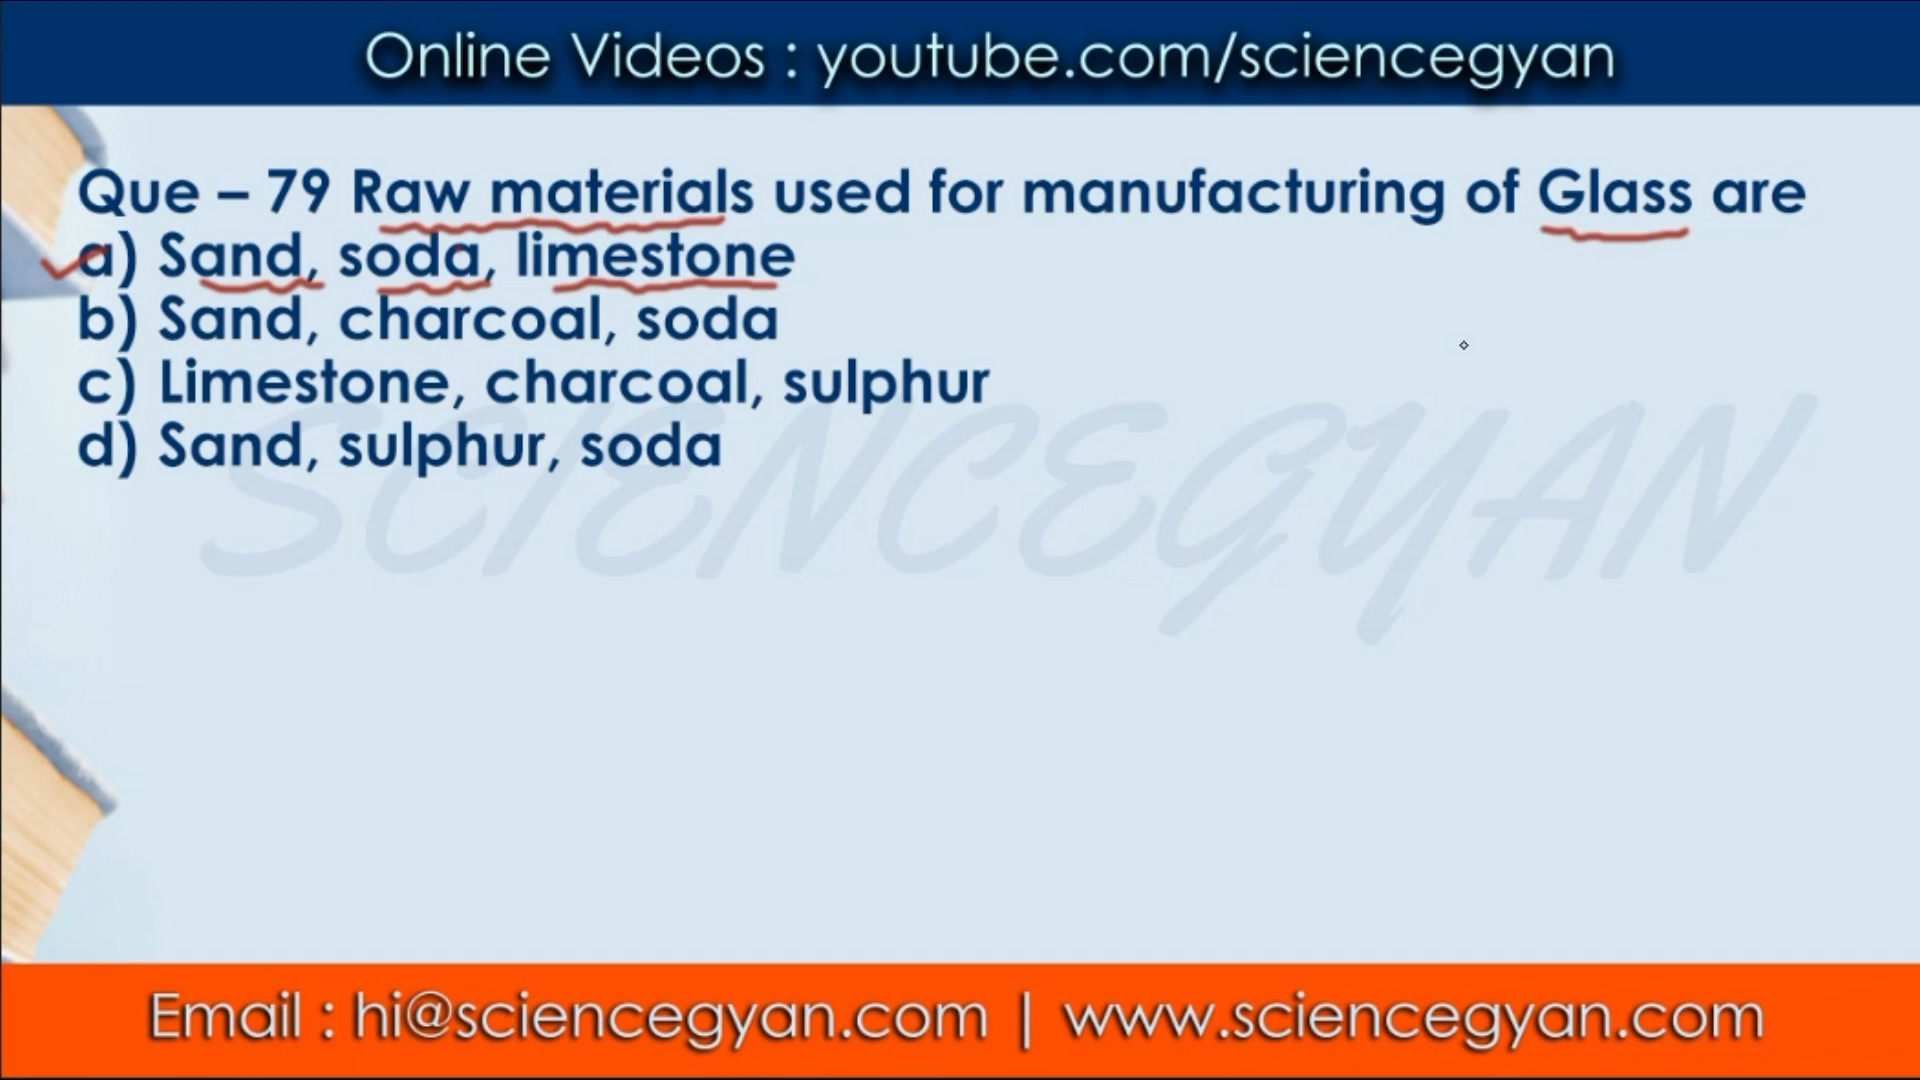 Online Videos : youtube.com/sciencegyan
Que – 79 Raw materials used for manufacturing of Glass are
a) Sand, soda, limestone
b) Sand, charcoal, soda
c) Limestone, charcoal, sulphur
d) Sand, sulphur, soda
SCIENCEGYAN
Email : hi@sciencegyan.com | www.sciencegyan.com